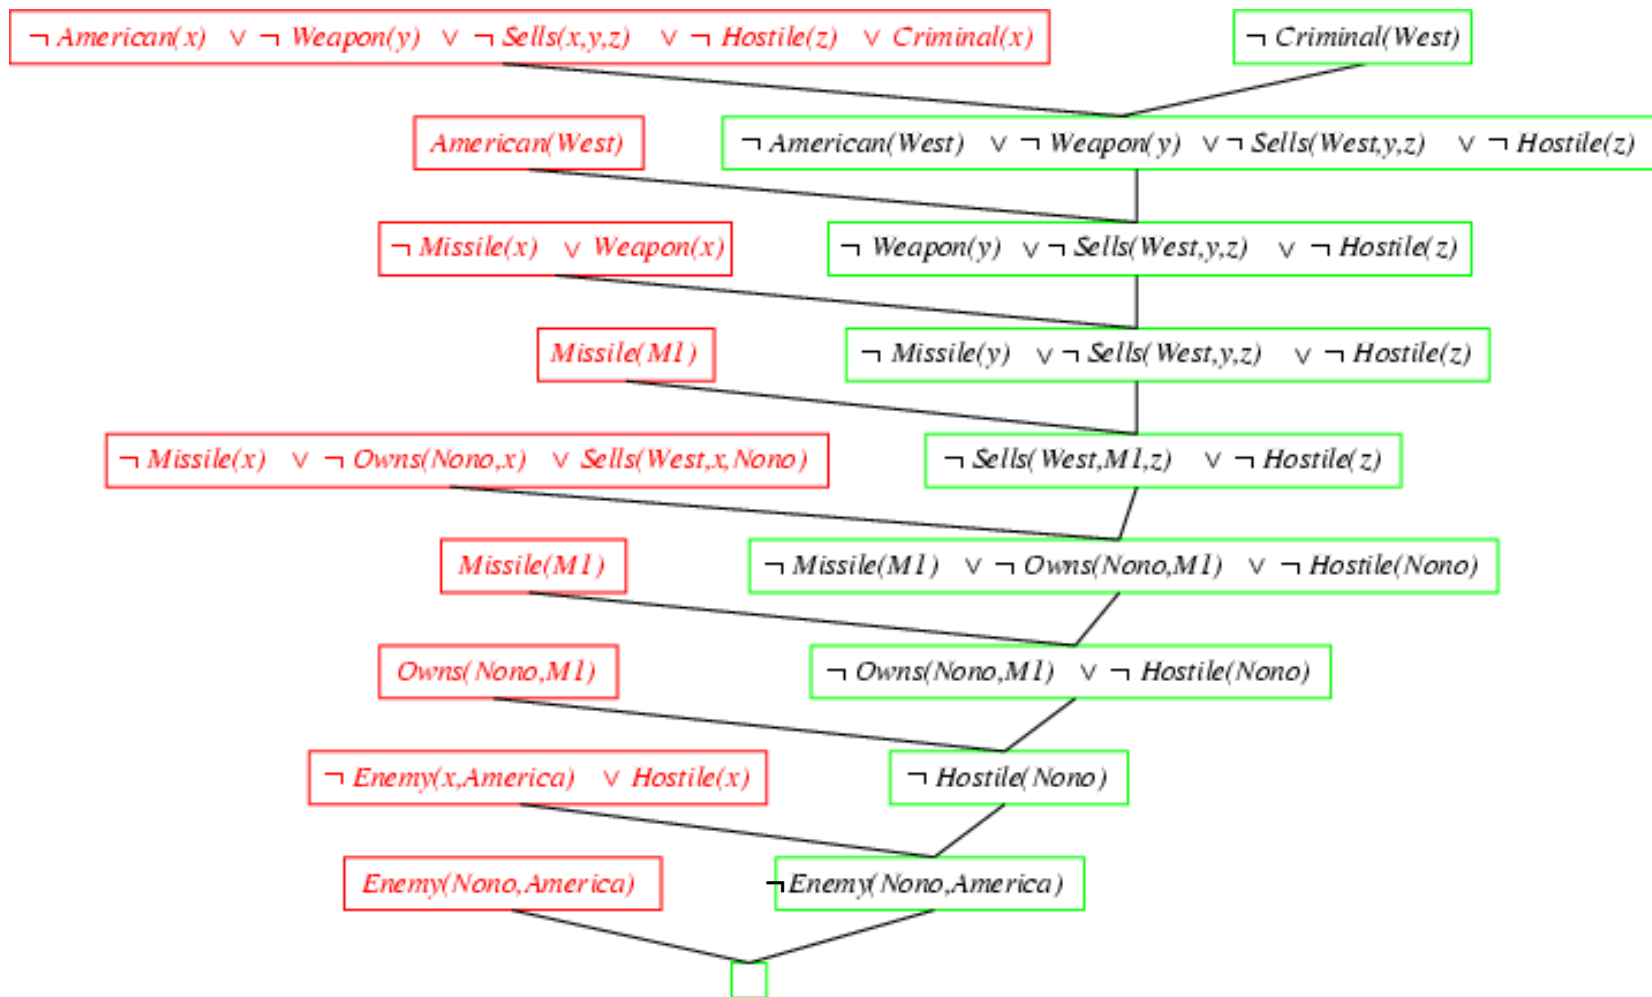 ¬ American(x) ∨ ¬ Weapon(y) ∨ ¬ Sells(x,y,z) ∨ ¬ Hostile(z) ∨ Criminal(x)
¬ Criminal(West)
American(West)
¬ American(West) ∨ ¬ Weapon(y) ∨ ¬ Sells(West,y,z) ∨ ¬ Hostile(z)
¬ Missile(x) ∨ Weapon(x)
¬ Weapon(y) ∨ ¬ Sells(West,y,z) ∨ ¬ Hostile(z)
Missile(M1)
¬ Missile(y) ∨ ¬ Sells(West,y,z) ∨ ¬ Hostile(z)
¬ Missile(x) ∨ ¬ Owns(Nono,x) ∨ Sells(West,x,Nono)
¬ Sells(West,M1,z) ∨ ¬ Hostile(z)
Missile(M1)
¬ Missile(M1) ∨ ¬ Owns(Nono,M1) ∨ ¬ Hostile(Nono)
Owns(Nono,M1)
¬ Owns(Nono,M1) ∨ ¬ Hostile(Nono)
¬ Enemy(x,America) ∨ Hostile(x)
¬ Hostile(Nono)
Enemy(Nono,America)
¬ Enemy(Nono,America)